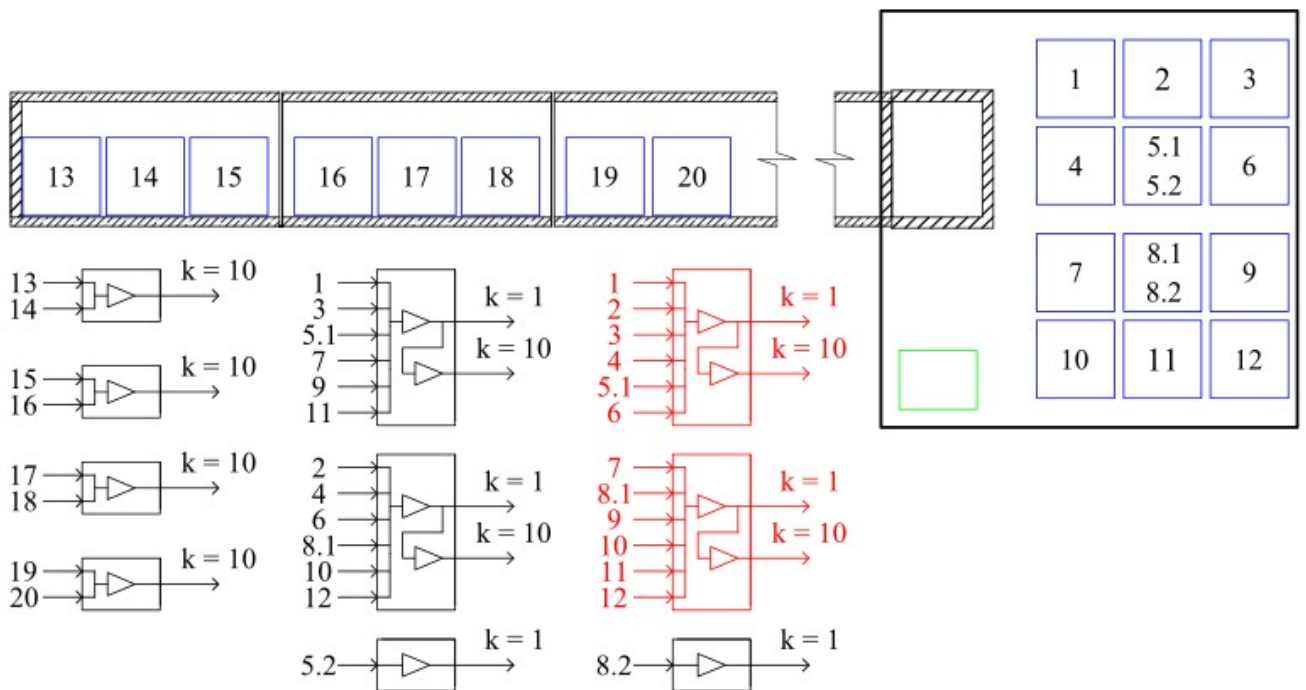 1 2 3
4 5.1 6
5.2
13 14 15 16 17 18 19 20
7 8.1 9
8.2
10 11 12
13
14
k = 10
15
16
k = 10
17
18
k = 10
19
20
k = 10
1
3
5.1
7
9
11
k = 1
k = 10
2
4
6
8.1
10
12
k = 1
k = 10
5.2
k = 1
1
2
3
4
5.1
6
k = 1
k = 10
7
8.1
9
10
11
12
k = 1
k = 10
8.2
k = 1